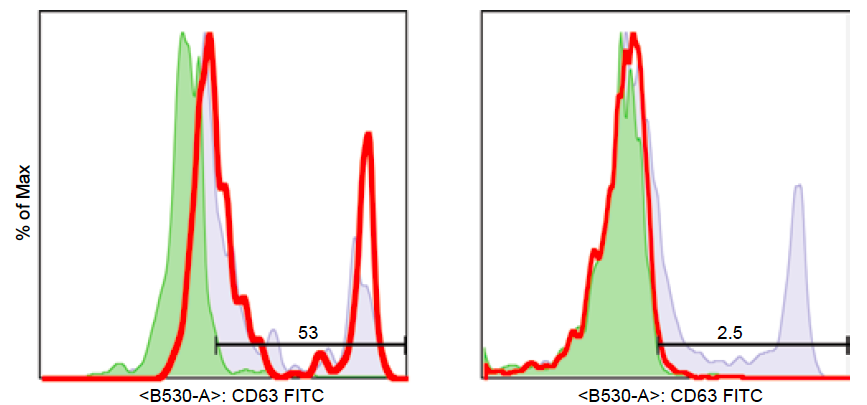 % of Max
53
<B530-A>: CD63 FITC
2.5
<B530-A>: CD63 FITC